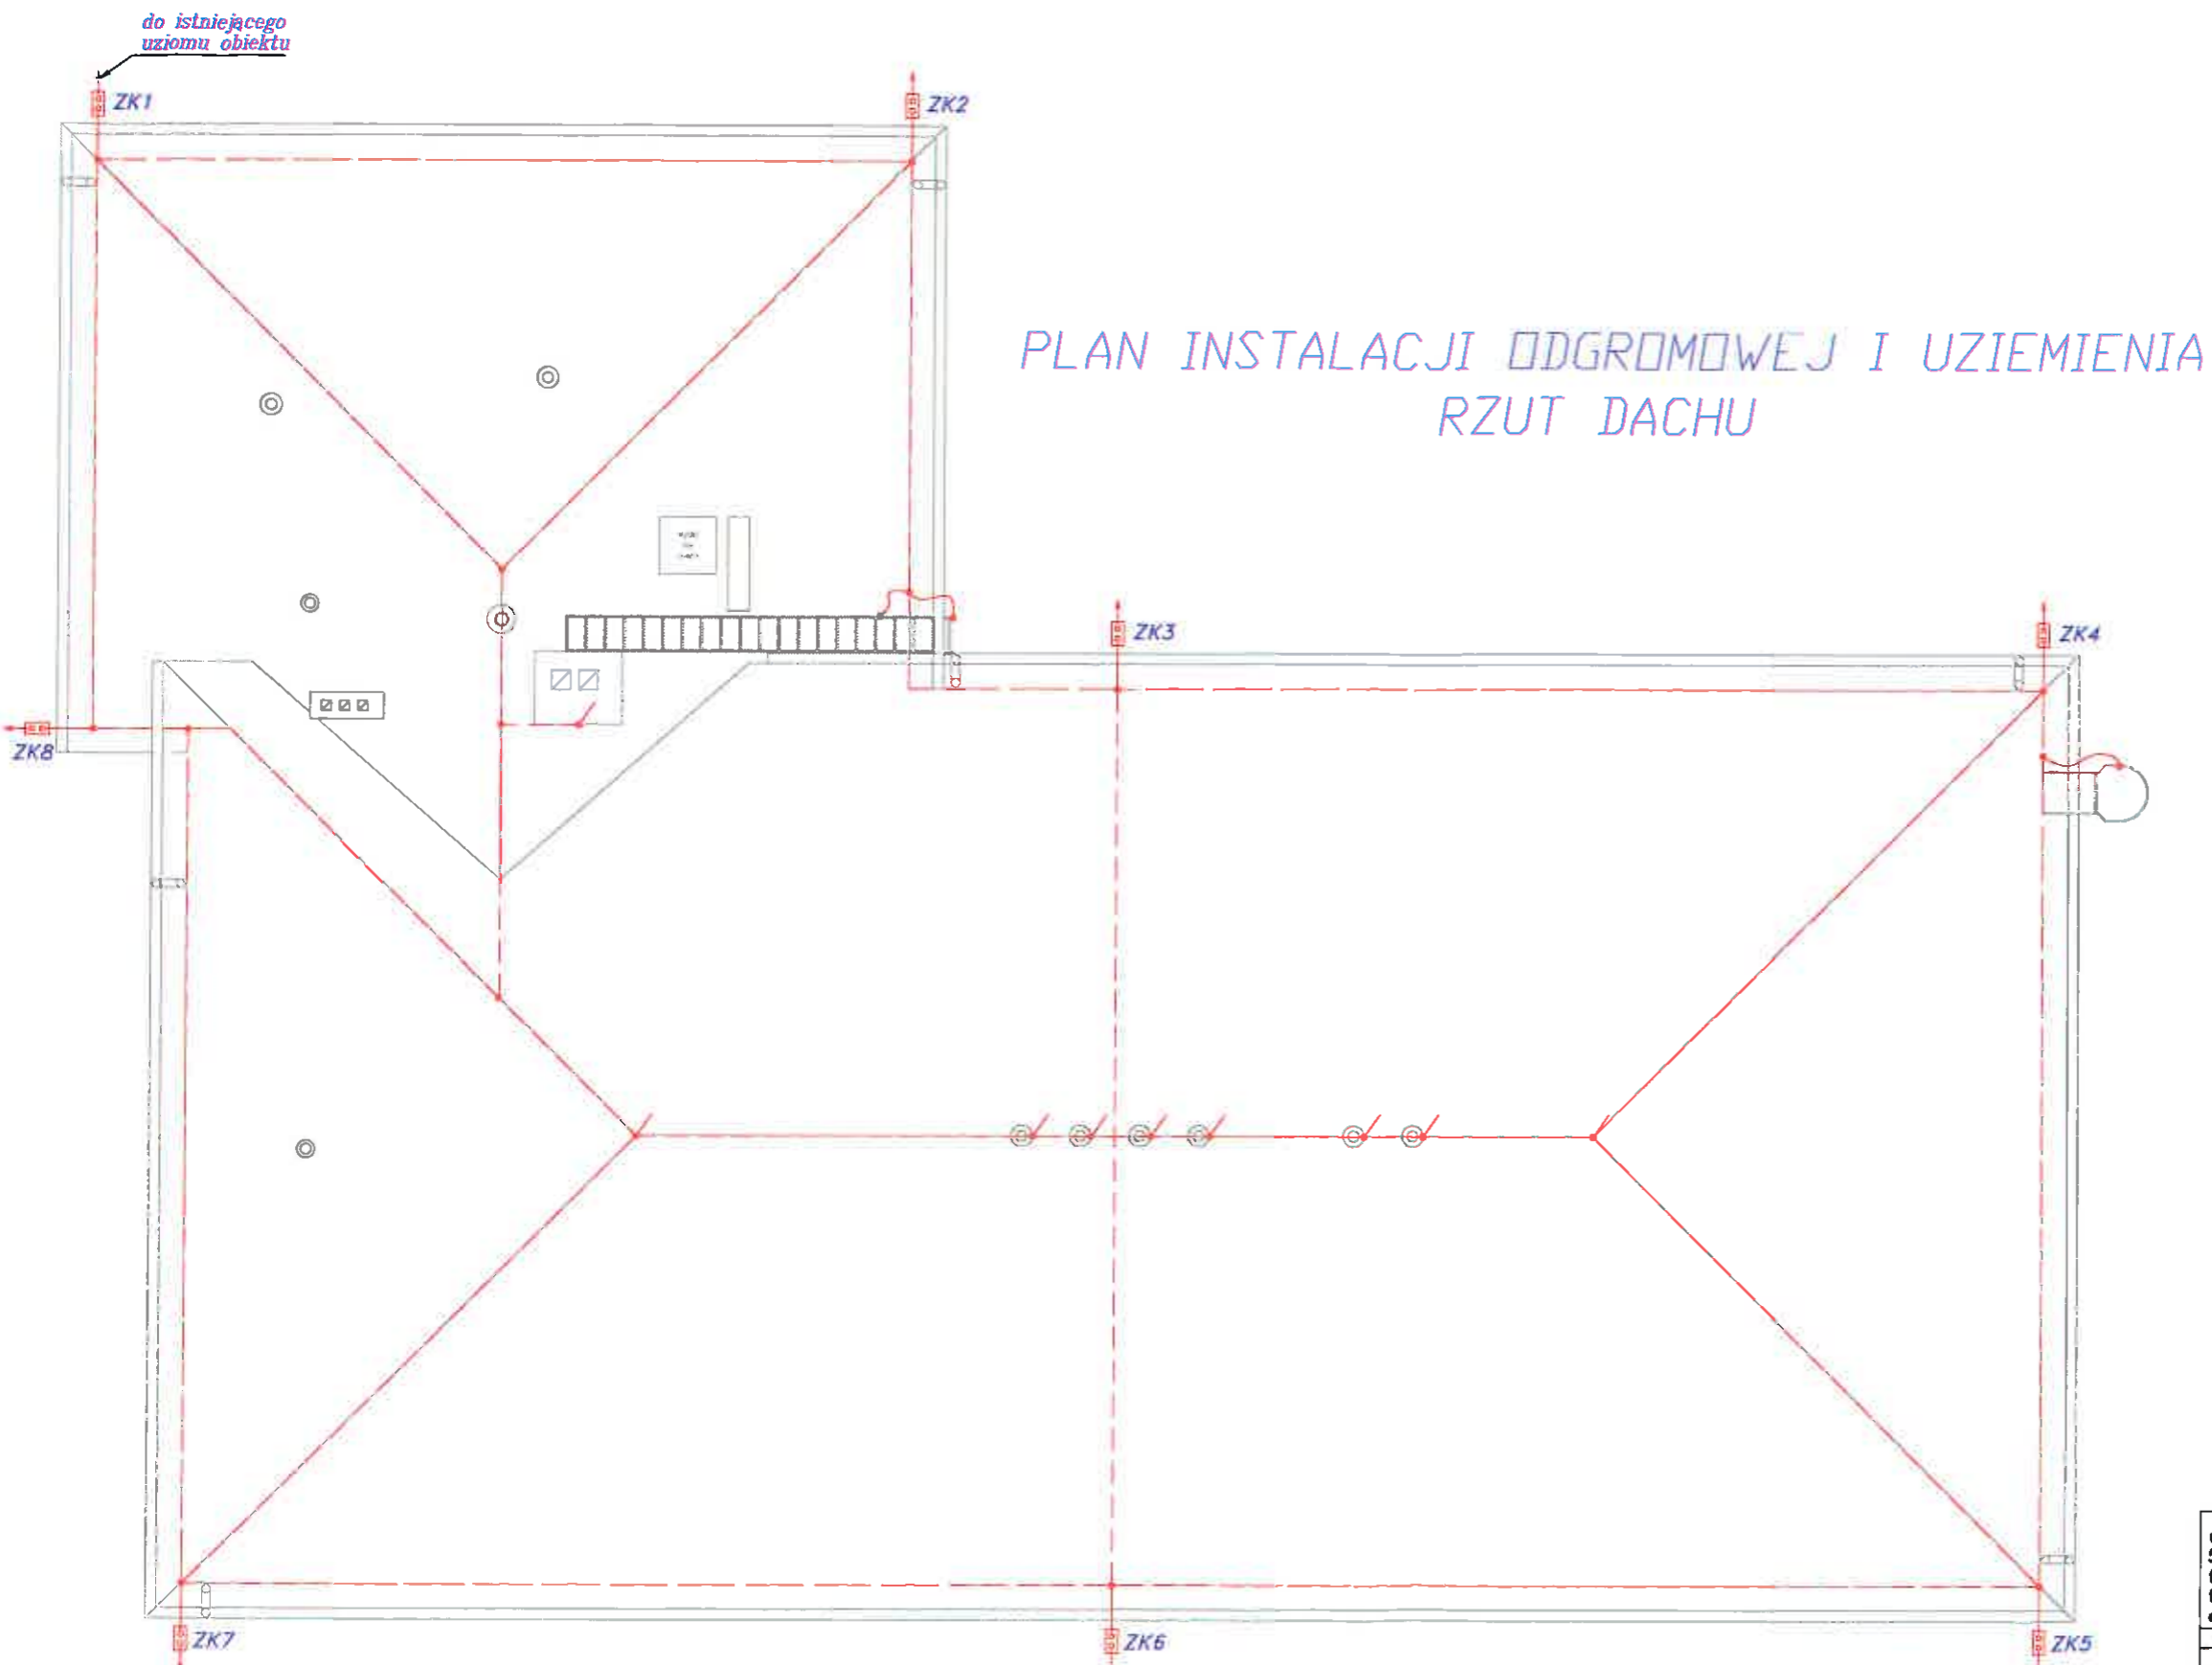 do istniejącego
uziomu obiektu
ZK1
ZK2
PLAN INSTALACJI ODGROMOWEJ I UZIEMIENIA
RZUT DACHU
ZK3
ZK4
ZK8
ZK7
ZK6
ZK5